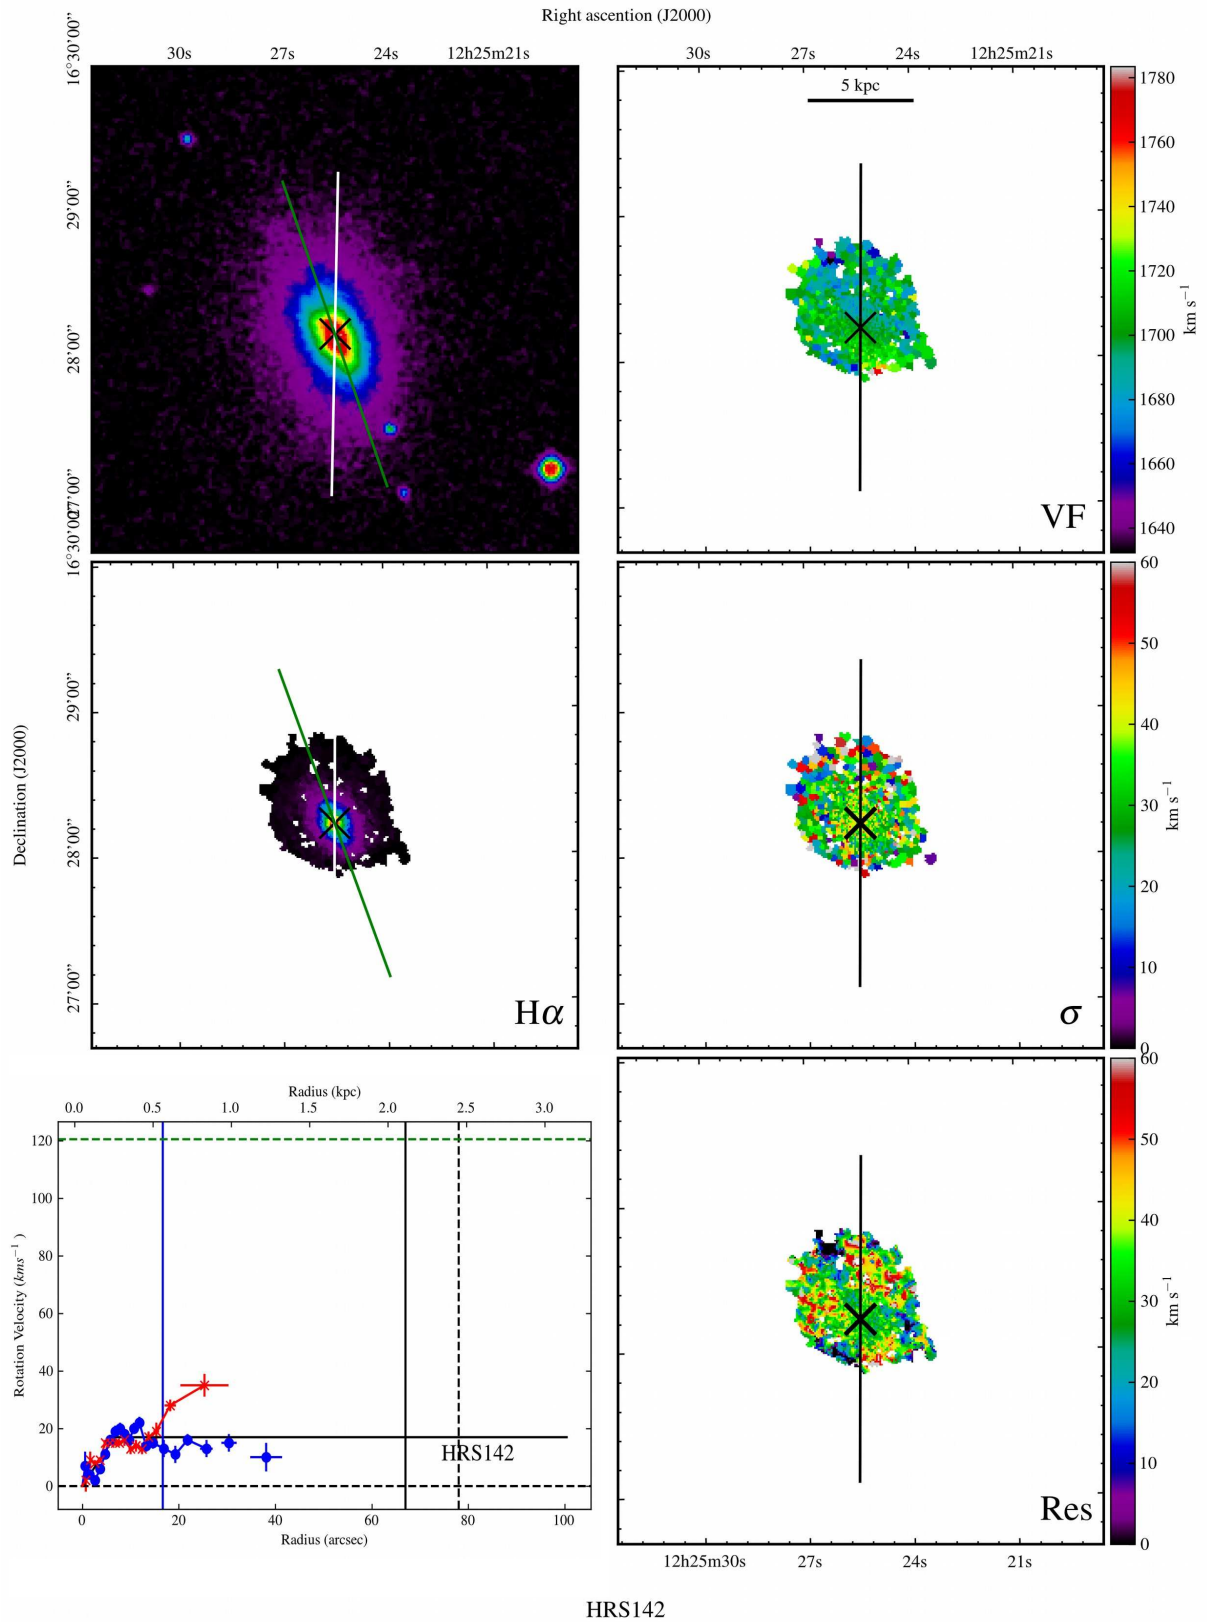 Right ascention (J2000)
30s 27s 24s 12h25m21s
30s 27s 24s 12h25m21s
16°30'00"
29'00"
28'00"
27'00"
5 kpc
VF
1780
1760
1740
1720
1700
1680
1660
1640
km s−1
Declination (J2000)
16°30'00"
29'00"
28'00"
27'00"
Hα
σ
60
50
40
30
20
10
0
km s−1
Radius (kpc)
0.0 0.5 1.0 1.5 2.0 2.5 3.0
Rotation Velocity (kms−1 )
120
100
80
60
40
20
0
HRS142
0 20 40 60 80 100
Radius (arcsec)
Res
60
50
40
30
20
10
0
km s−1
12h25m30s 27s 24s 21s
HRS142